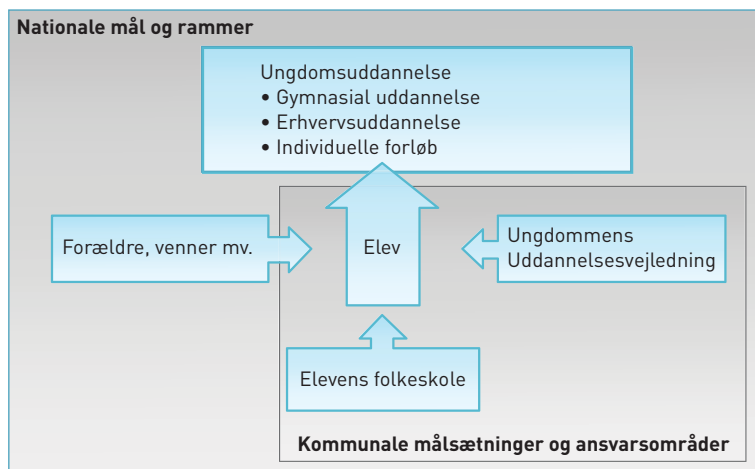 Nationale mål og rammer
Ungdomsuddannelse
• Gymnasial uddannelse
• Erhvervsuddannelse
• Individuelle forløb
Forældre, venner mv.
Elev
Ungdommens
Uddannelsesvejledning
Elevens folkeskole
Kommunale målsætninger og ansvarsområder